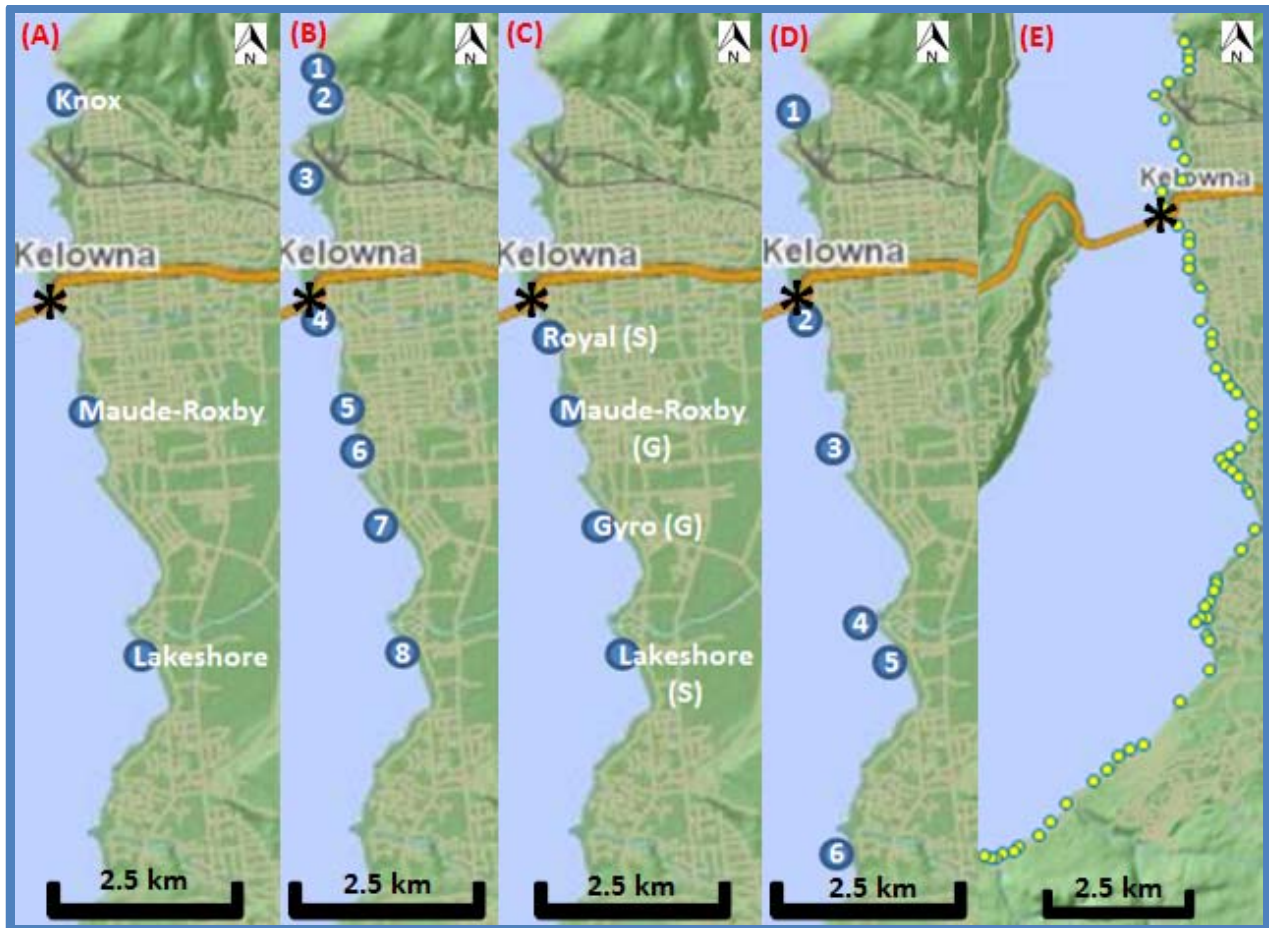 (A)
N
Knox
Kelowna
*
Maude-Roxby
Lakeshore
2.5 km
(B)
N
1
2
3
Kelowna
*
4
5
6
7
8
2.5 km
(C)
N
Kelowna
*
Royal (S)
Maude-Roxby
(G)
Gyro (G)
Lakeshore
(S)
2.5 km
(D)
N
1
Kelowna
*
2
3
4
5
6
2.5 km
(E)
N
Kelowna
*
2.5 km